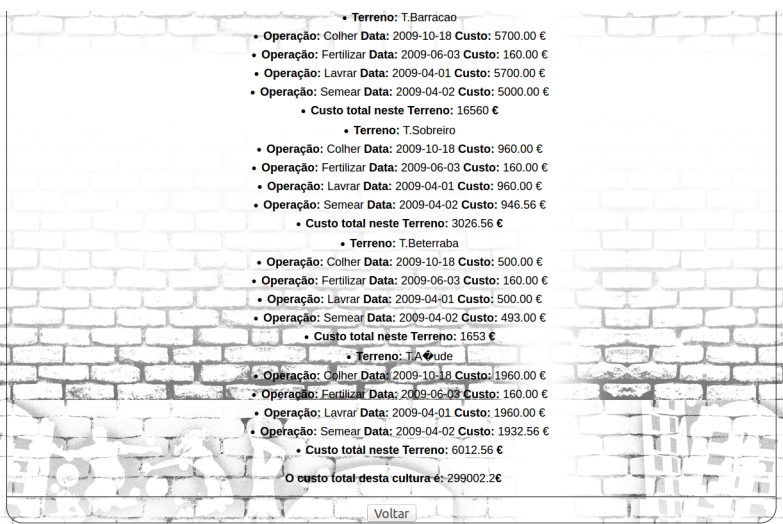 • Terreno: T.Barracao
• Operação: Colher Data: 2009-10-18 Custo: 5700.00 €
• Operação: Fertilizar Data: 2009-06-03 Custo: 160.00 €
• Operação: Lavrar Data: 2009-04-01 Custo: 5700.00 €
• Operação: Semear Data: 2009-04-02 Custo: 5000.00 €
• Custo total neste Terreno: 16560 €
• Terreno: T.Sobreiro
• Operação: Colher Data: 2009-10-18 Custo: 960.00 €
• Operação: Fertilizar Data: 2009-06-03 Custo: 160.00 €
• Operação: Lavrar Data: 2009-04-01 Custo: 960.00 €
• Operação: Semear Data: 2009-04-02 Custo: 946.56 €
• Custo total neste Terreno: 3026.56 €
• Terreno: T.Beterraba
• Operação: Colher Data: 2009-10-18 Custo: 500.00 €
• Operação: Fertilizar Data: 2009-06-03 Custo: 160.00 €
• Operação: Lavrar Data: 2009-04-01 Custo: 500.00 €
• Operação: Semear Data: 2009-04-02 Custo: 493.00 €
• Custo total neste Terreno: 1653 €
• Terreno: T.A�ude
• Operação: Colher Data: 2009-10-18 Custo: 1960.00 €
• Operação: Fertilizar Data: 2009-06-03 Custo: 160.00 €
• Operação: Lavrar Data: 2009-04-01 Custo: 1960.00 €
• Operação: Semear Data: 2009-04-02 Custo: 1932.56 €
• Custo total neste Terreno: 6012.56 €
O custo total desta cultura é: 299002.2€
Voltar